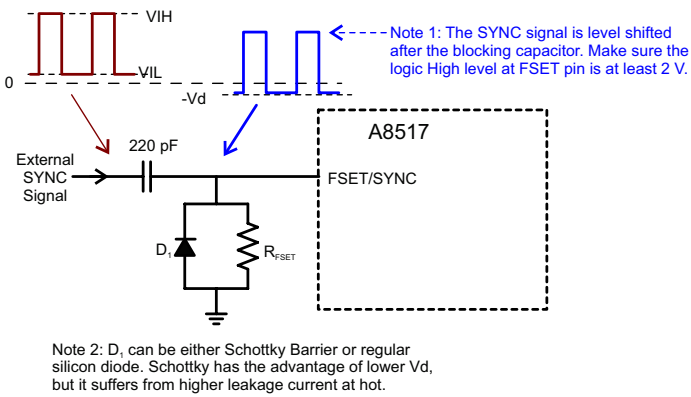 VIH
VIL
0
-Vd
Note 1: The SYNC signal is level shifted
after the blocking capacitor. Make sure the
logic High level at FSET pin is at least 2 V.
A8517
220 pF
External
SYNC
Signal
FSET/SYNC
D1
RFSET
Note 2: D1 can be either Schottky Barrier or regular
silicon diode. Schottky has the advantage of lower Vd,
but it suffers from higher leakage current at hot.